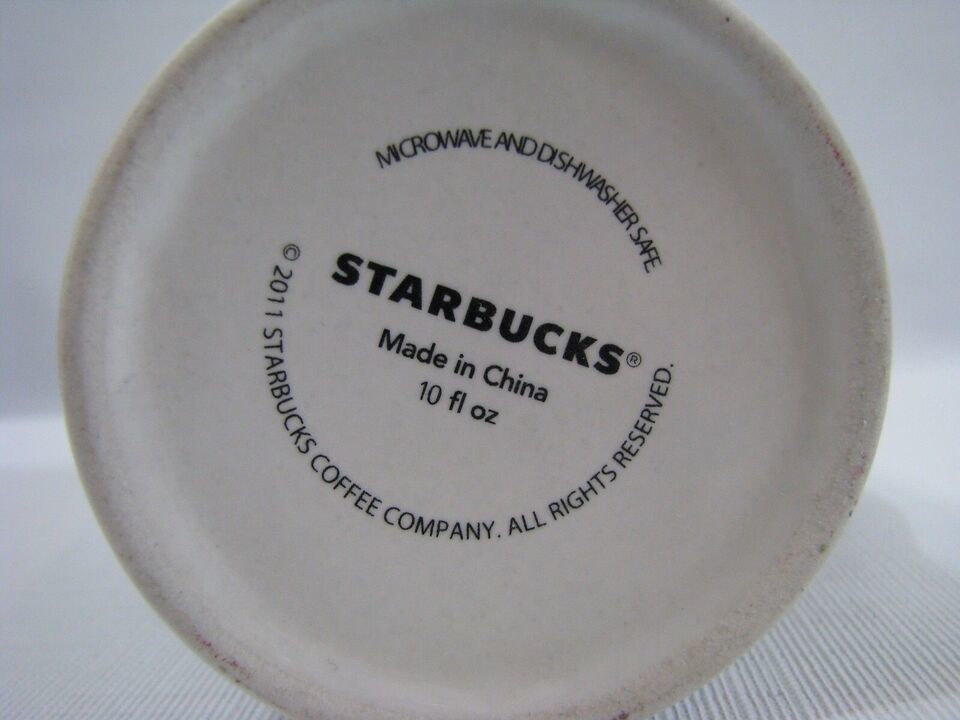 MICROWAVE AND DISHWASHER SAFE
STARBUCKS®
Made in China
10 fl oz
© 2011 STARBUCKS COFFEE COMPANY. ALL RIGHTS RESERVED.